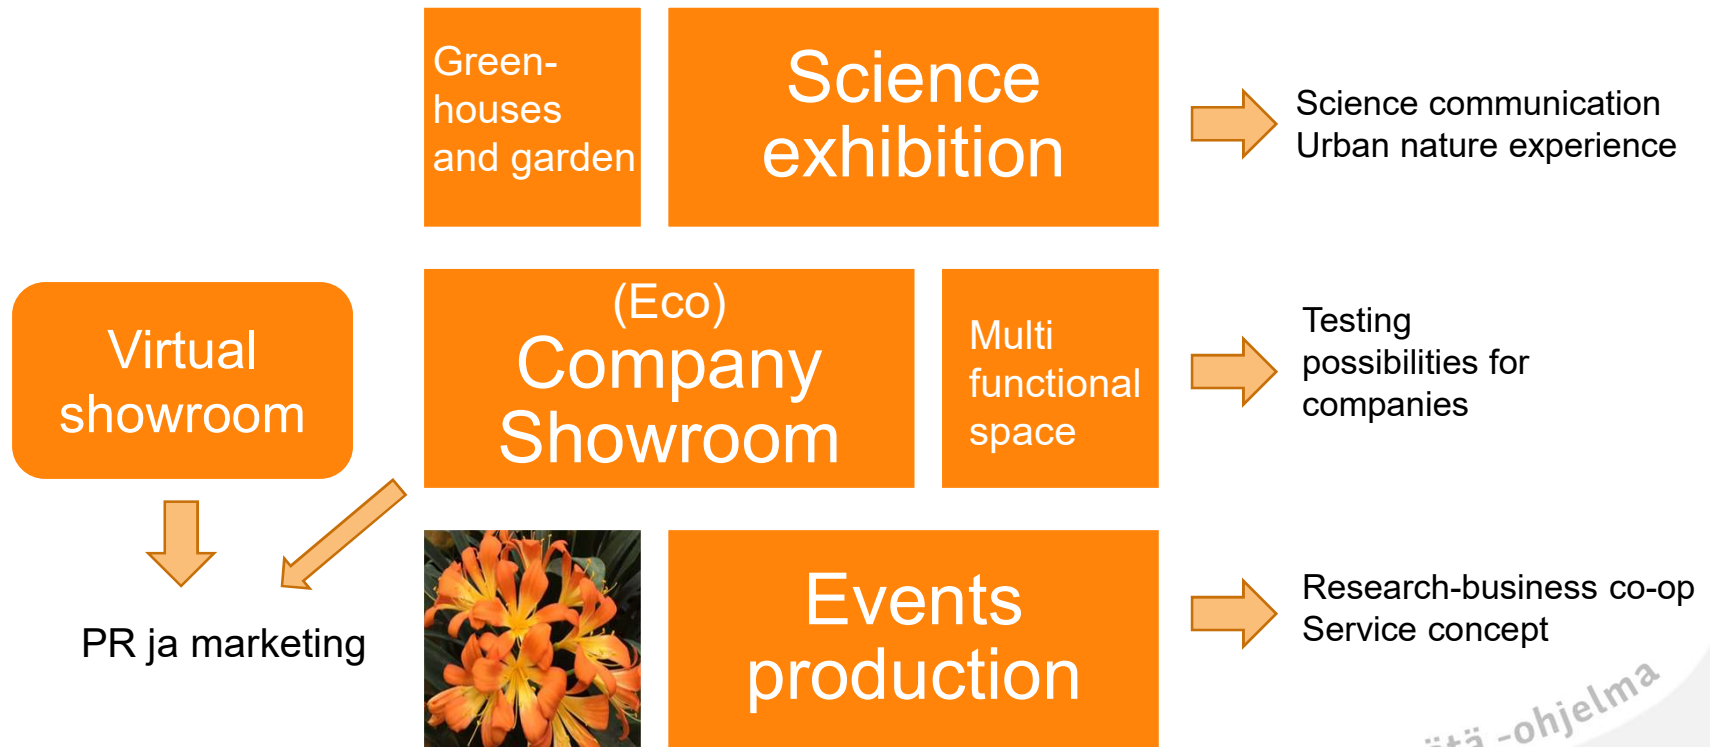 Green-
houses
and garden
Science
exhibition
Science communication
Urban nature experience
Virtual
showroom
(Eco)
Company
Showroom
Multi
functional
space
Testing
possibilities for
companies
PR ja marketing
Events
production
Research-business co-op
Service concept
-ohjelma